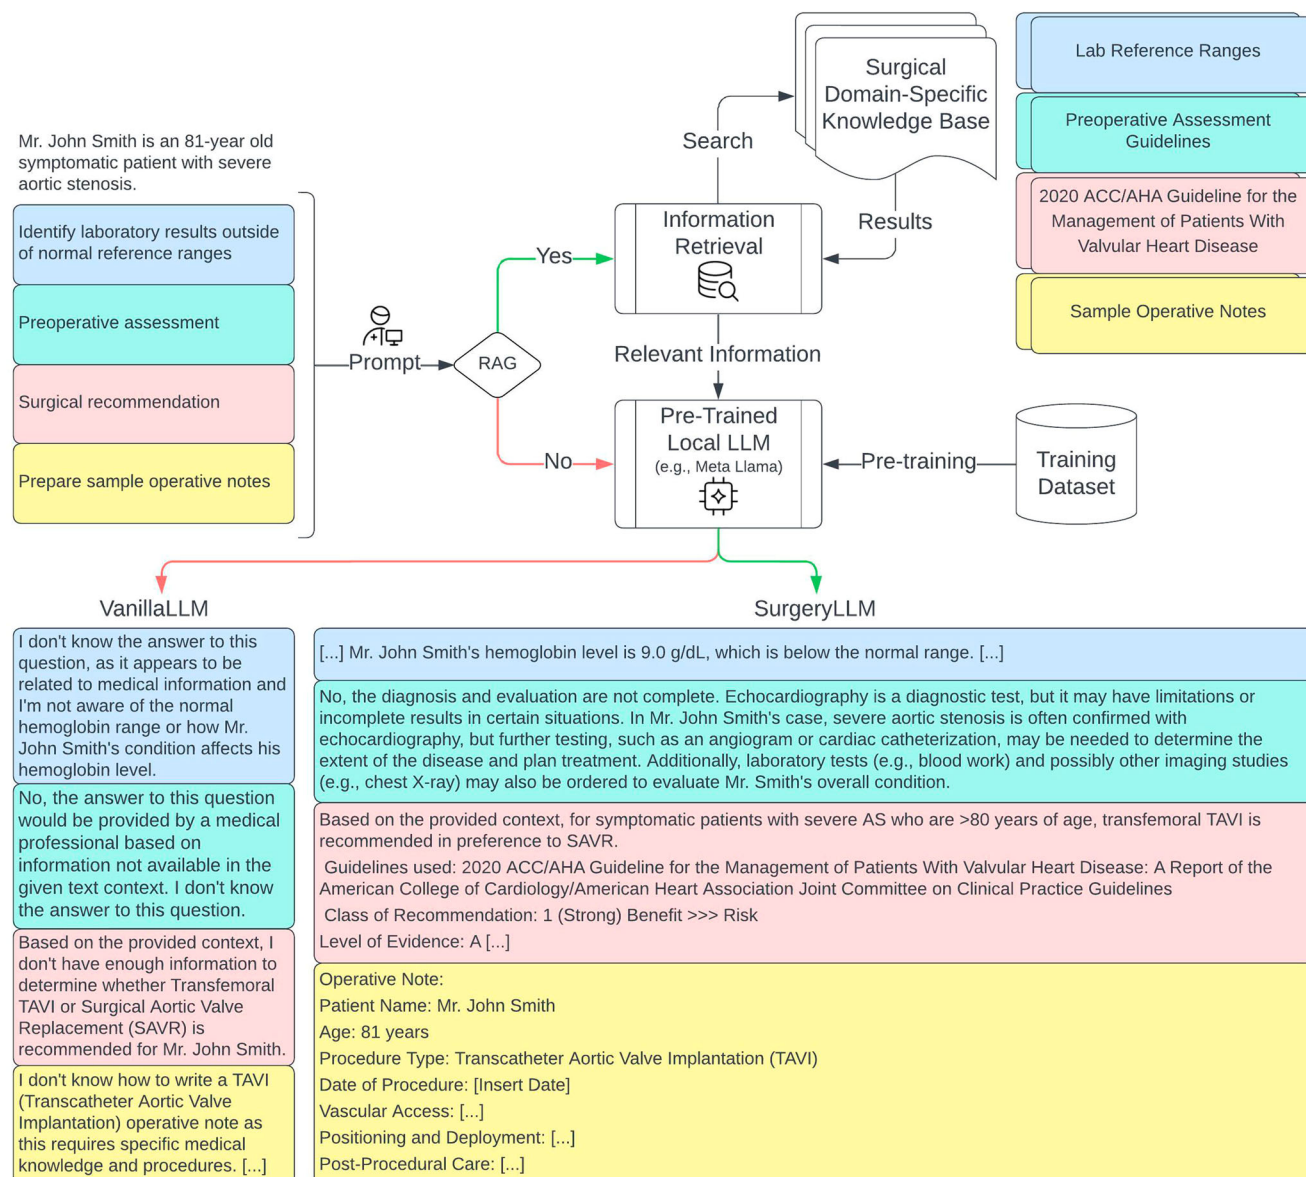 Surgical
Domain-Specific
Knowledge Base
Lab Reference Ranges
Preoperative Assessment
Guidelines
2020 ACC/AHA Guideline for the
Management of Patients With
Valvular Heart Disease
Sample Operative Notes
Search
Results
Mr. John Smith is an 81-year old
symptomatic patient with severe
aortic stenosis.
Identify laboratory results outside
of normal reference ranges
Preoperative assessment
Surgical recommendation
Prepare sample operative notes
Prompt
RAG
Yes
No
Information
Retrieval
Relevant Information
Pre-Trained
Local LLM
(e.g., Meta Llama)
Pre-training
Training
Dataset
VanillaLLM
I don't know the answer to this
question, as it appears to be
related to medical information and
I'm not aware of the normal
hemoglobin range or how Mr.
John Smith's condition affects his
hemoglobin level.
No, the answer to this question
would be provided by a medical
professional based on
information not available in the
given text context. I don't know
the answer to this question.
Based on the provided context, I
don't have enough information to
determine whether Transfemoral
TAVI or Surgical Aortic Valve
Replacement (SAVR) is
recommended for Mr. John Smith.
I don't know how to write a TAVI
(Transcatheter Aortic Valve
Implantation) operative note as
this requires specific medical
knowledge and procedures. [...]
SurgeryLLM
[...] Mr. John Smith's hemoglobin level is 9.0 g/dL, which is below the normal range. [...]
No, the diagnosis and evaluation are not complete. Echocardiography is a diagnostic test, but it may have limitations or
incomplete results in certain situations. In Mr. John Smith's case, severe aortic stenosis is often confirmed with
echocardiography, but further testing, such as an angiogram or cardiac catheterization, may be needed to determine the
extent of the disease and plan treatment. Additionally, laboratory tests (e.g., blood work) and possibly other imaging studies
(e.g., chest X-ray) may also be ordered to evaluate Mr. Smith's overall condition.
Based on the provided context, for symptomatic patients with severe AS who are >80 years of age, transfemoral TAVI is
recommended in preference to SAVR.
Guidelines used: 2020 ACC/AHA Guideline for the Management of Patients With Valvular Heart Disease: A Report of the
American College of Cardiology/American Heart Association Joint Committee on Clinical Practice Guidelines
Class of Recommendation: 1 (Strong) Benefit >>> Risk
Level of Evidence: A [...]
Operative Note:
Patient Name: Mr. John Smith
Age: 81 years
Procedure Type: Transcatheter Aortic Valve Implantation (TAVI)
Date of Procedure: [Insert Date]
Vascular Access: [...]
Positioning and Deployment: [...]
Post-Procedural Care: [...]